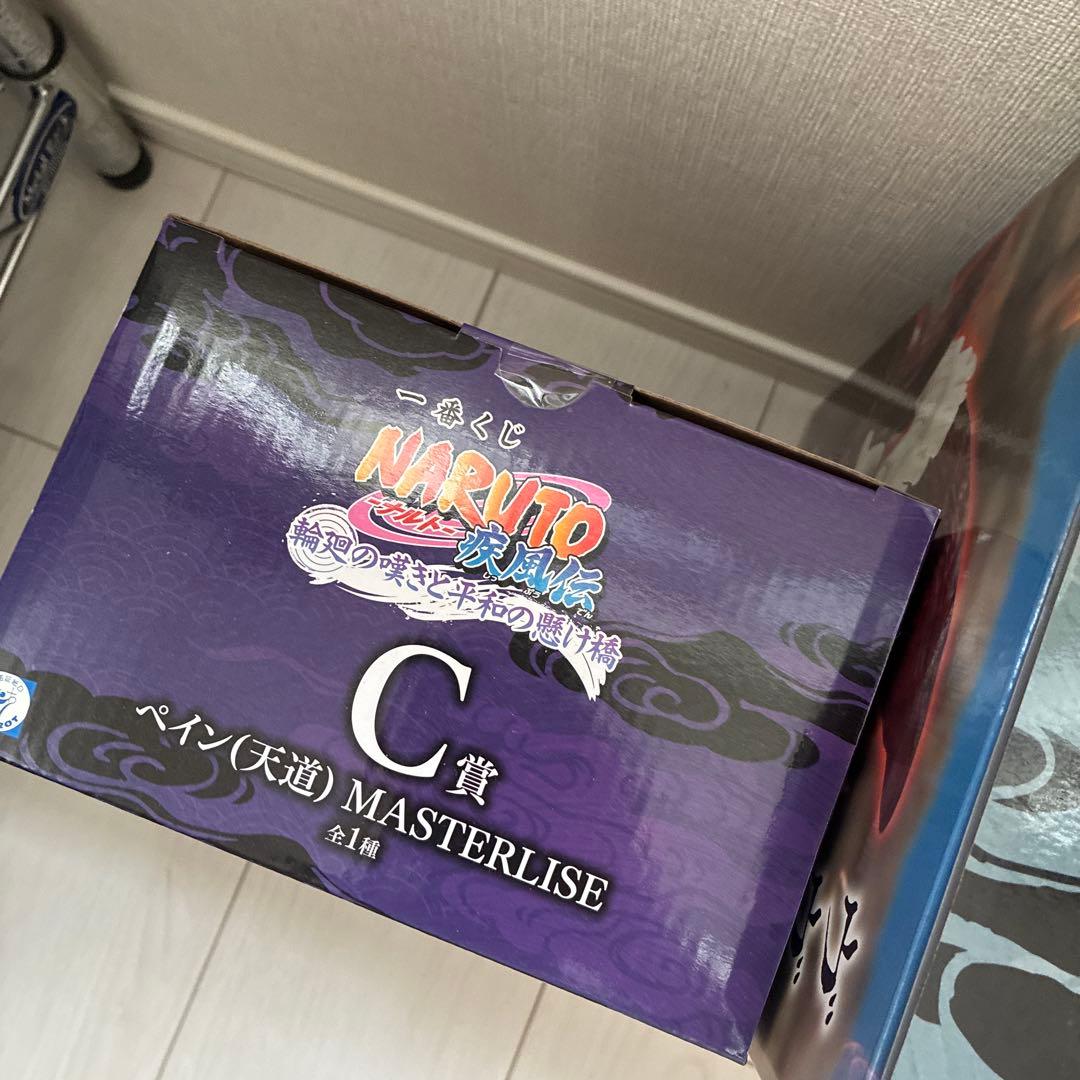 一番くじ
NARUTO
-ナルト-
疾風伝
輪廻の嘆きと平和の懸け橋
C賞
ペイン(天道) MASTERLISE
全1種